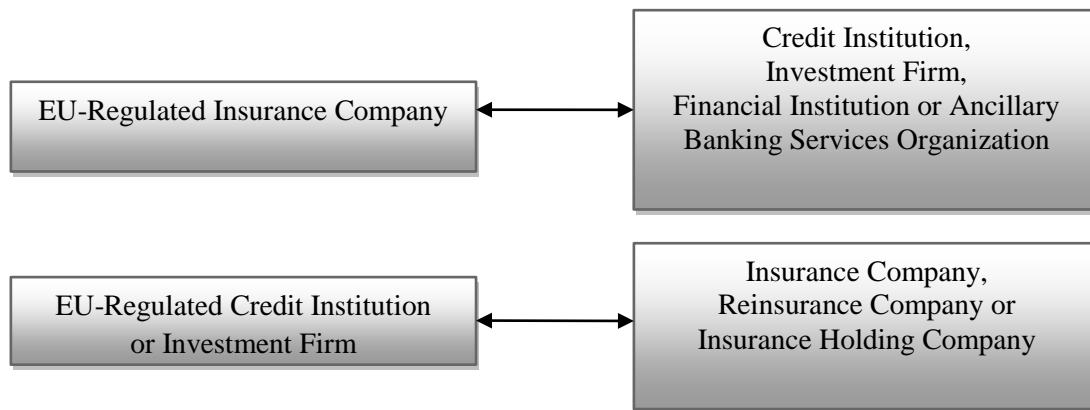 EU-Regulated Insurance Company
Credit Institution,
Investment Firm,
Financial Institution or Ancillary
Banking Services Organization
EU-Regulated Credit Institution
or Investment Firm
Insurance Company,
Reinsurance Company or
Insurance Holding Company